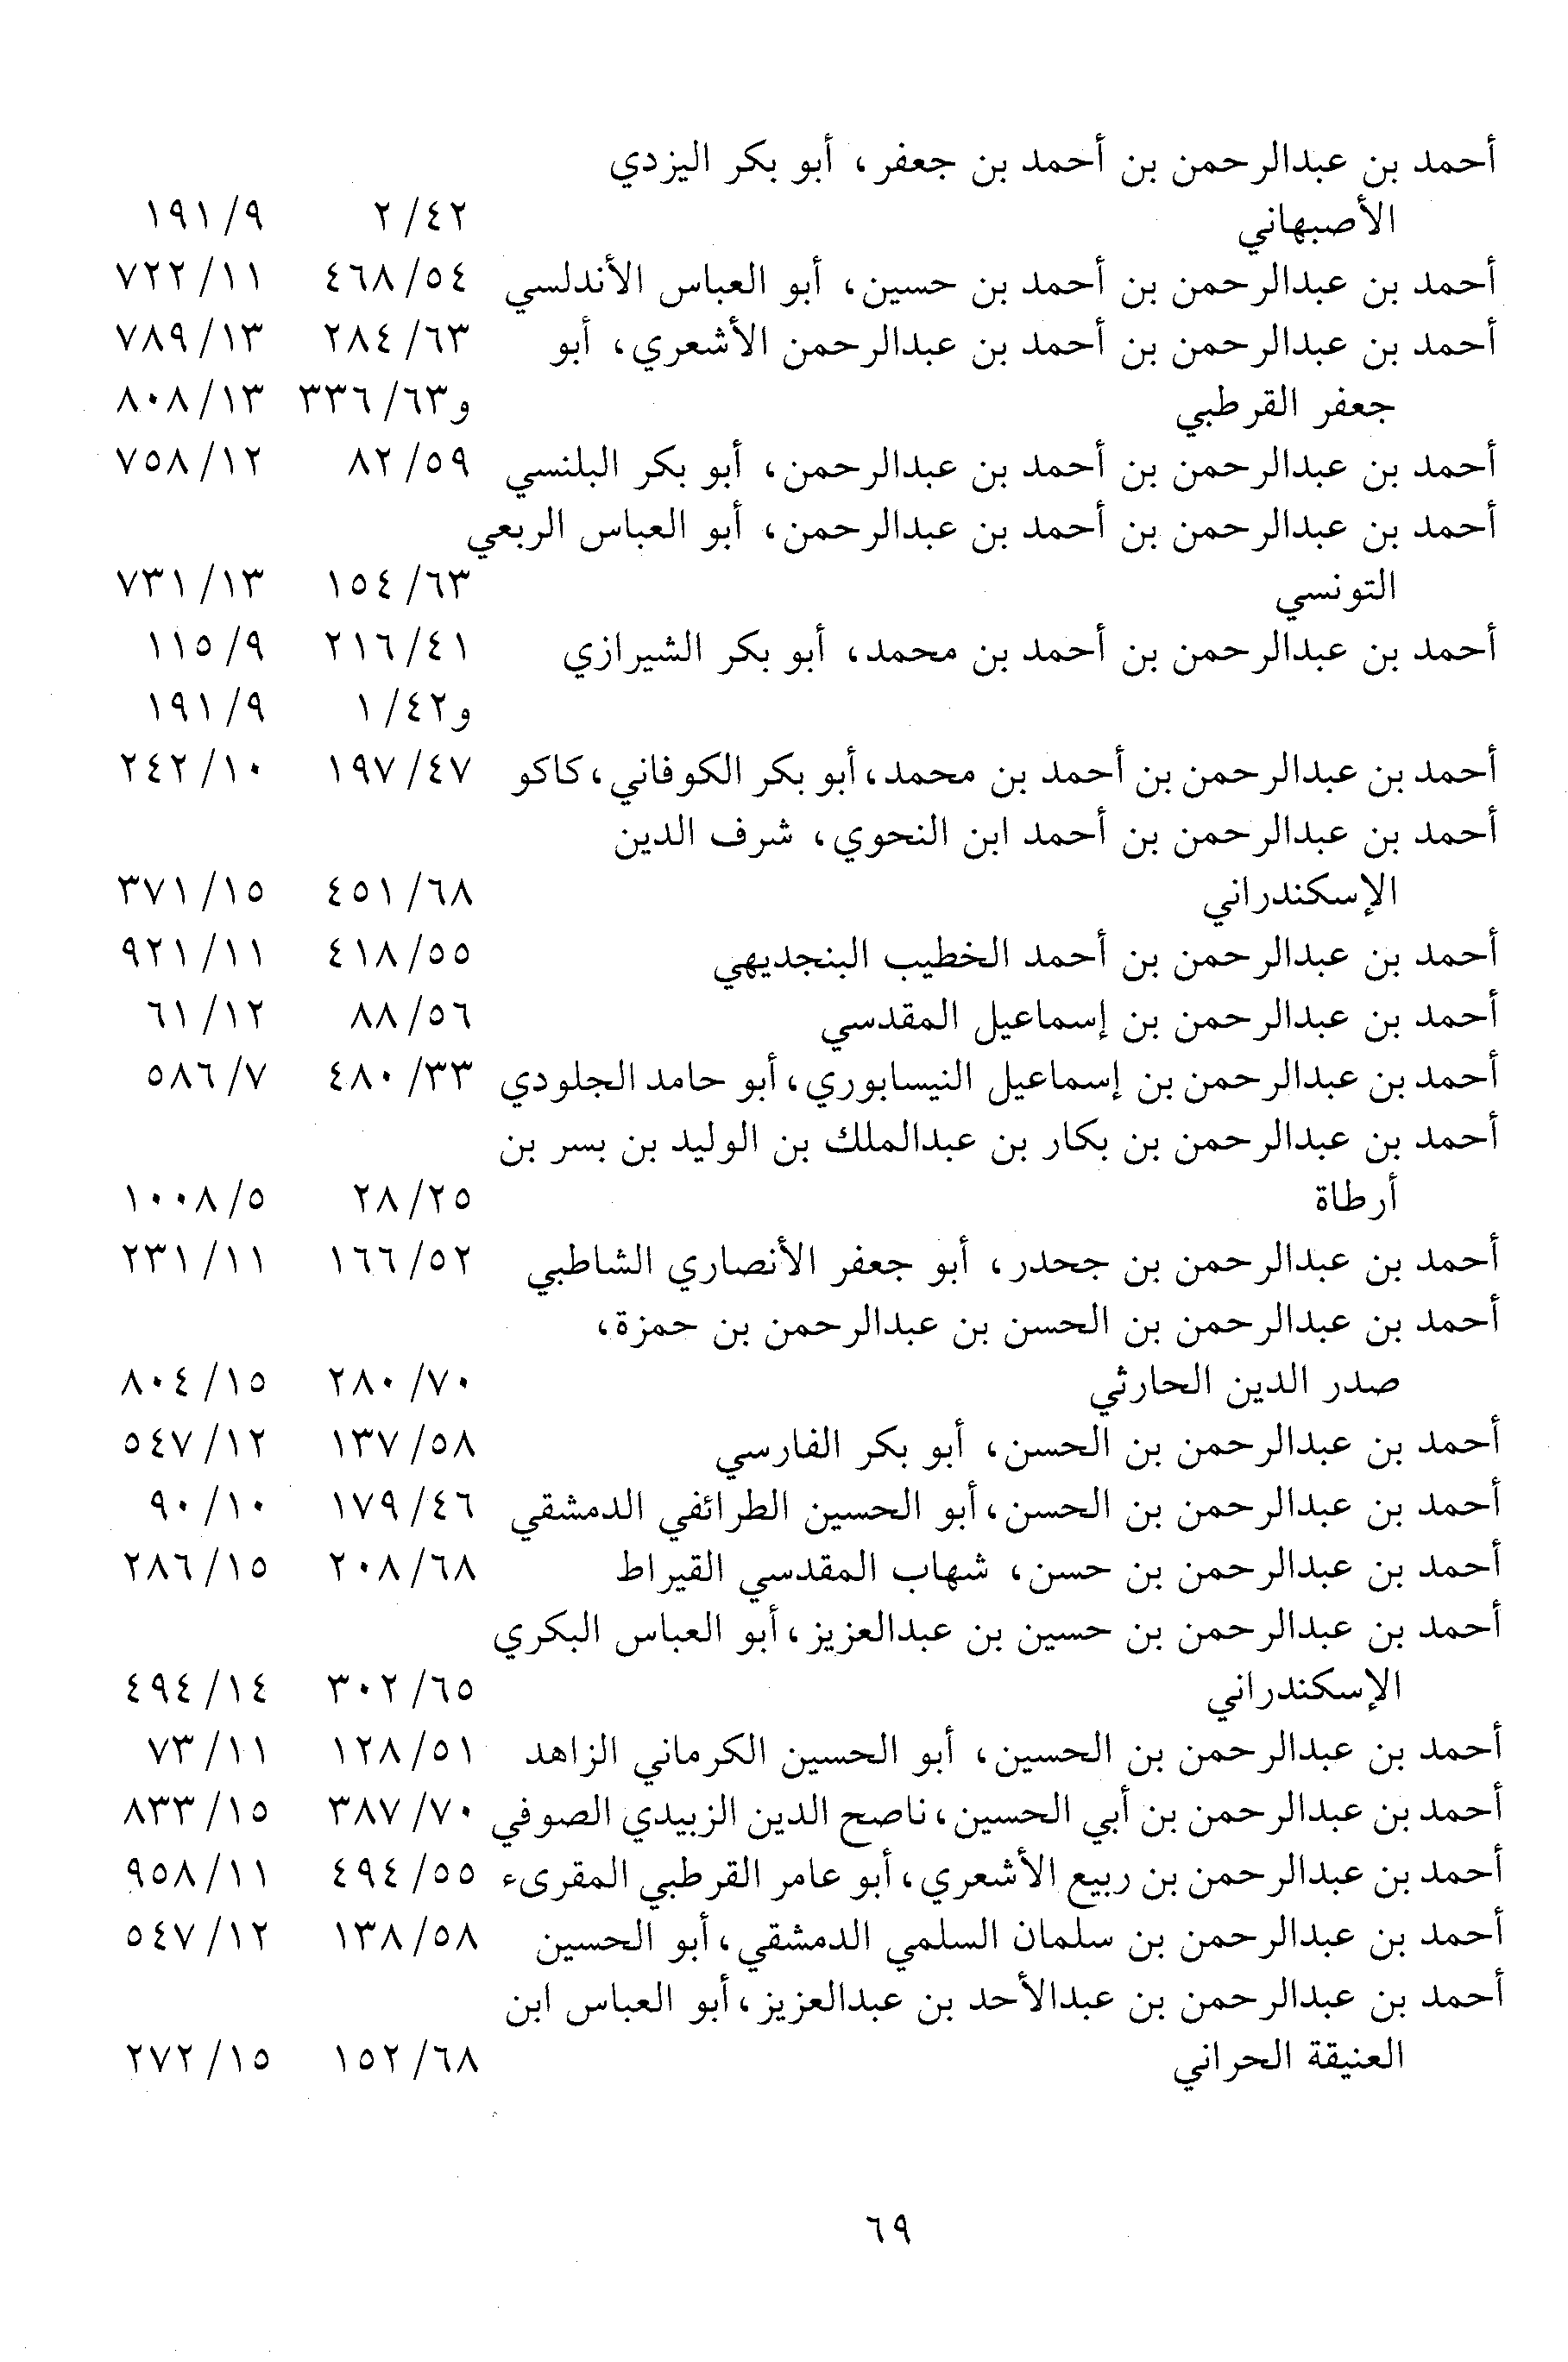 أحمد بن عبدالرحمن بن أحمد بن جعفر، أبو بكر اليزدي
الأصبهاني ٤٢/ ٢ ٩/ ١٩١
أحمد بن عبدالرحمن بن أحمد بن حسين، أبو العباس الأندلسي ٥٤/ ٤٦٨ ١١/ ٧٢٢
أحمد بن عبدالرحمن بن أحمد بن عبدالرحمن الأشعري، أبو ٦٣/ ٢٨٤ ١٣/ ٧٨٩
جعفر القرطبي و٦٣/ ٣٣٦ ١٣/ ٨٠٨
أحمد بن عبدالرحمن بن أحمد بن عبدالرحمن، أبو بكر البلنسي ٥٩/ ٨٢ ١٢/ ٧٥٨
أحمد بن عبدالرحمن بن أحمد بن عبدالرحمن، أبو العباس الربعي
التونسي ٦٣/ ١٥٤ ١٣/ ٧٣١
أحمد بن عبدالرحمن بن أحمد بن محمد، أبو بكر الشيرازي ٤١/ ٢١٦ ٩/ ١١٥
و٤٢/ ١ ٩/ ١٩١
أحمد بن عبدالرحمن بن أحمد بن محمد، أبو بكر الكوفاني، كاكو ٤٧/ ١٩٧ ١٠/ ٢٤٢
أحمد بن عبدالرحمن بن أحمد ابن النحوي، شرف الدين
الإسكندراني ٦٨/ ٤٥١ ١٥/ ٣٧١
أحمد بن عبدالرحمن بن أحمد الخطيب البنجديهي ٥٥/ ٤١٨ ١١/ ٩٢١
أحمد بن عبدالرحمن بن إسماعيل المقدسي ٥٦/ ٨٨ ١٢/ ٦١
أحمد بن عبدالرحمن بن إسماعيل النيسابوري، أبو حامد الجلودي ٣٣/ ٤٨٠ ٧/ ٥٨٦
أحمد بن عبدالرحمن بن بكار بن عبدالملك بن الوليد بن بسر بن
أرطاة ٢٥/ ٢٨ ٥/ ١٠٠٨
أحمد بن عبدالرحمن بن جحدر، أبو جعفر الأنصاري الشاطبي ٥٢/ ١٦٦ ١١/ ٢٣١
أحمد بن عبدالرحمن بن الحسن بن عبدالرحمن بن حمزة،
صدر الدين الحارثي ٧٠/ ٢٨٠ ١٥/ ٨٠٤
أحمد بن عبدالرحمن بن الحسن، أبو بكر الفارسي ٥٨/ ١٣٧ ١٢/ ٥٤٧
أحمد بن عبدالرحمن بن الحسن، أبو الحسين الطرائفي الدمشقي ٤٦/ ١٧٩ ١٠/ ٩٠
أحمد بن عبدالرحمن بن حسن، شهاب المقدسي القيراط ٦٨/ ٢٠٨ ١٥/ ٢٨٦
أحمد بن عبدالرحمن بن حسين بن عبدالعزيز، أبو العباس البكري
الإسكندراني ٦٥/ ٣٠٢ ١٤/ ٤٩٤
أحمد بن عبدالرحمن بن الحسين، أبو الحسين الكرماني الزاهد ٥١/ ١٢٨ ١١/ ٧٣
أحمد بن عبدالرحمن بن أبي الحسين، ناصح الدين الزبيدي الصوفي ٧٠/ ٣٨٧ ١٥/ ٨٣٣
أحمد بن عبدالرحمن بن ربيع الأشعري، أبو عامر القرطبي المقرىء ٥٥/ ٤٩٤ ١١/ ٩٥٨
أحمد بن عبدالرحمن بن سلمان السلمي الدمشقي، أبو الحسين ٥٨/ ١٣٨ ١٢/ ٥٤٧
أحمد بن عبدالرحمن بن عبدالأحد بن عبدالعزيز، أبو العباس ابن
العنيقة الحراني ٦٨/ ١٥٢ ١٥/ ٢٧٢
٦٩